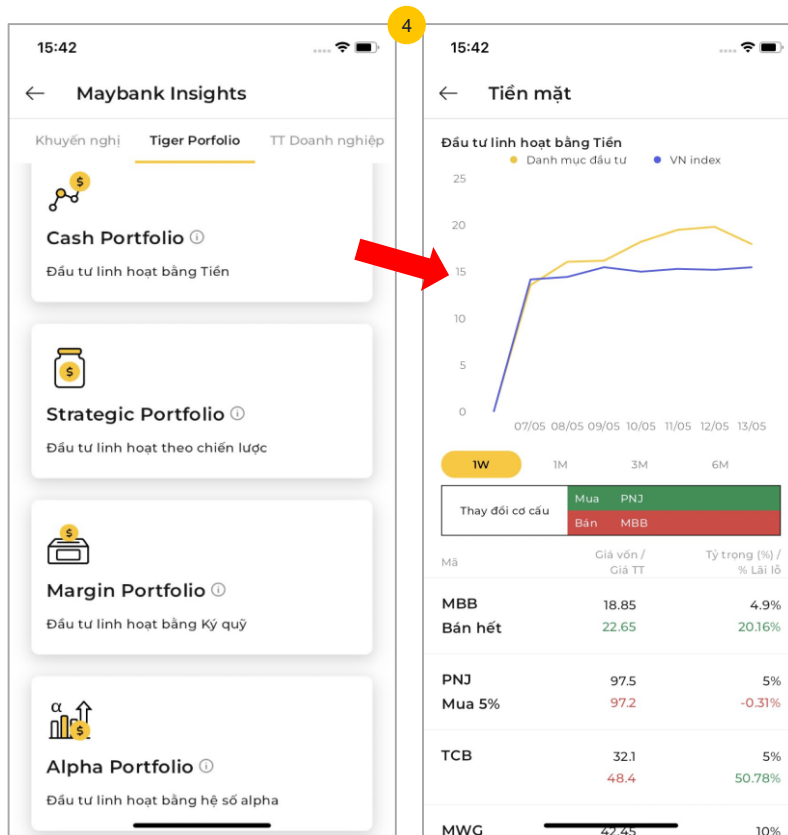 4
15:42
Maybank Insights
Khuyến nghị Tiger Porfolio TT Doanh nghiệp
$
Cash Portfolio
Đầu tư linh hoạt bằng Tiền
$
Strategic Portfolio
Đầu tư linh hoạt theo chiến lược
$
Margin Portfolio
Đầu tư linh hoạt bằng Ký quỹ
α
$
Alpha Portfolio
Đầu tư linh hoạt bằng hệ số alpha
15:42
Tiền mặt
Đầu tư linh hoạt bằng Tiền
Danh mục đầu tư VN index
25
20
15
10
5
0
07/05 08/05 09/05 10/05 11/05 12/05 13/05
1W 1M 3M 6M
Thay đổi cơ cấu
Mua PNJ
Bán MBB
Mã
Giá vốn / Tỷ trọng (%) /
Giá TT % Lãi lỗ
MBB 18.85 4.9%
Bán hết 22.65 20.16%
PNJ 97.5 5%
Mua 5% 97.2 -0.31%
TCB 32.1 5%
48.4 50.78%
MWG 42.45 10%